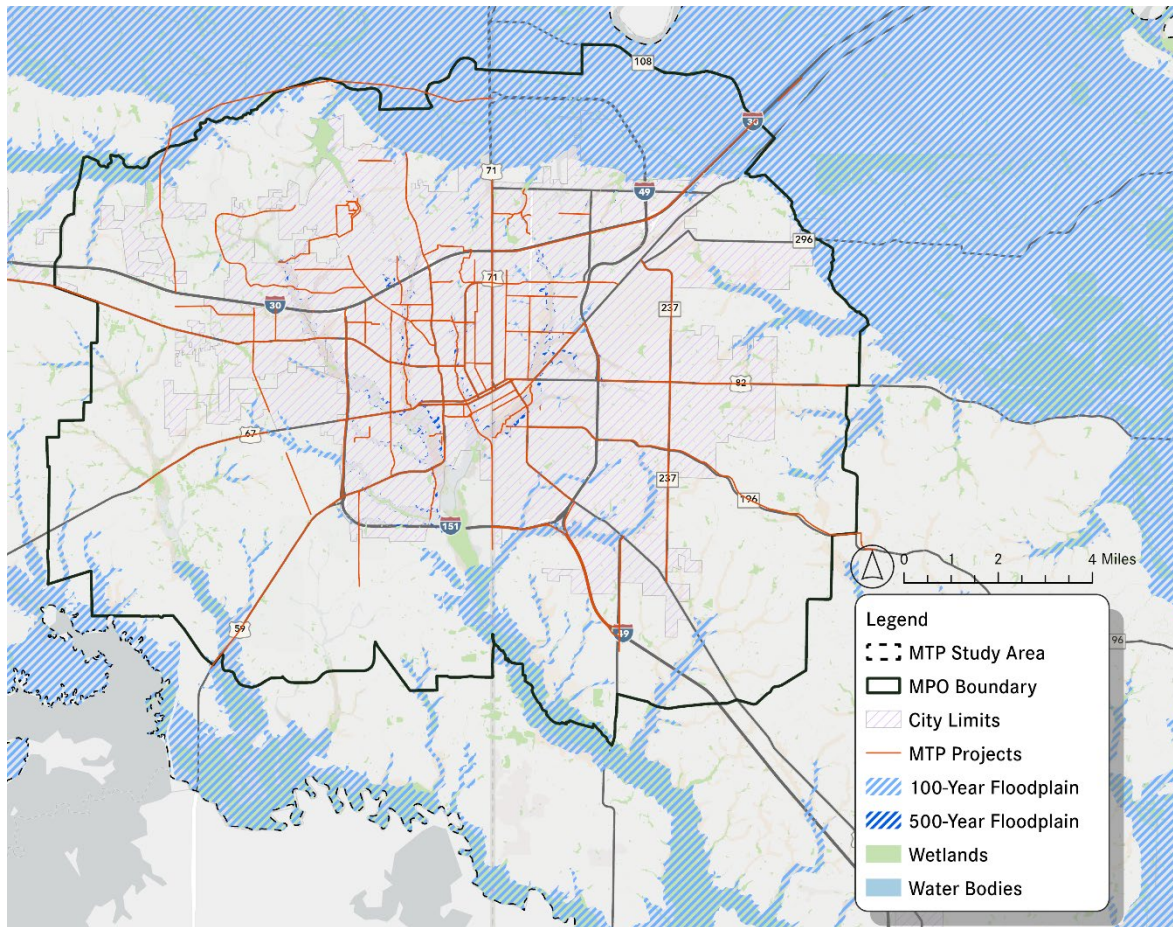 108
30
71
49
296
71
237
30
82
67
237
196
151
59
49
0 1 2 4 Miles
96
Legend
MTP Study Area
MPO Boundary
City Limits
MTP Projects
100-Year Floodplain
500-Year Floodplain
Wetlands
Water Bodies